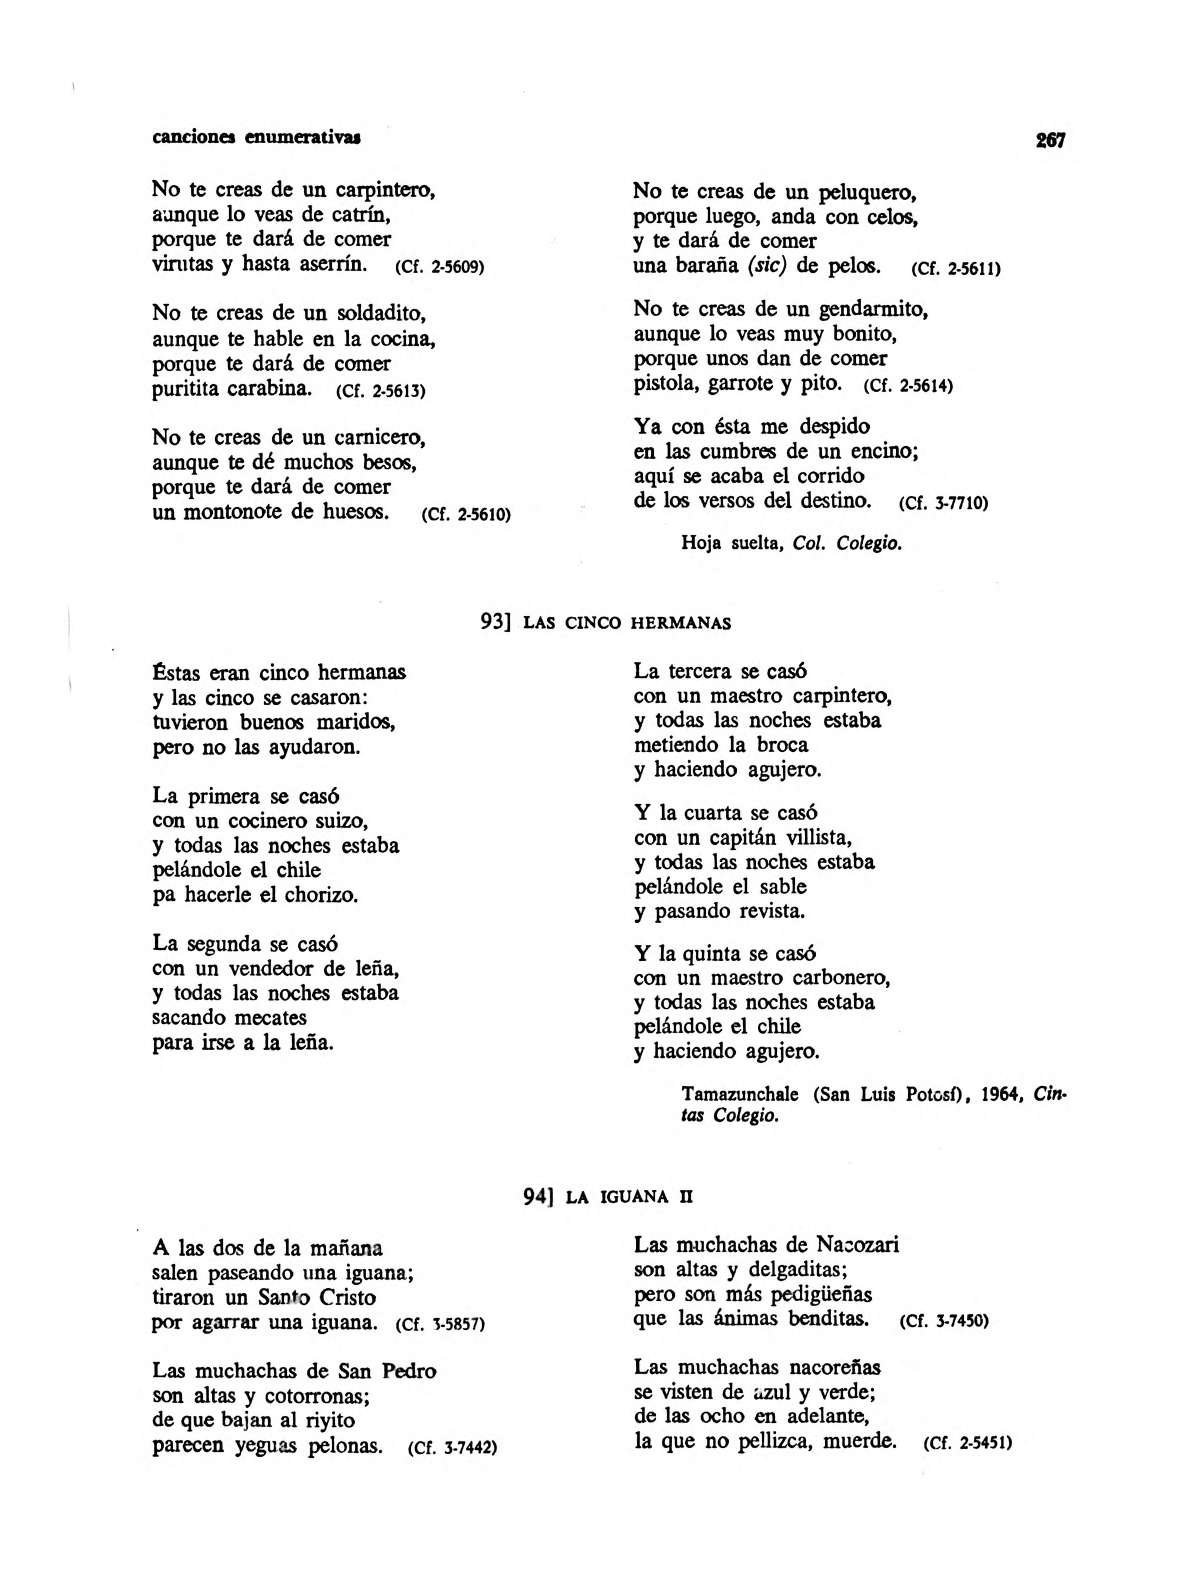 canciones enumerativas
267
No te creas de un carpintero,
aunque lo veas de catrín,
porque te dará de comer
virutas y hasta aserrín. (Cf. 2-5609)
No te creas de un soldadito,
aunque te hable en la cocina,
porque te dará de comer
puritita carabina. (Cf. 2-5613)
No te creas de un carnicero,
aunque te dé muchos besos,
porque te dará de comer
un montonote de huesos. (Cf. 2-5610)
No te creas de un peluquero,
porque luego, anda con celos,
y te dará de comer
una baraña (sic) de pelos. (Cf. 2-5611)
No te creas de un gendarmito,
aunque lo veas muy bonito,
porque unos dan de comer
pistola, garrote y pito. (Cf. 2-5614)
Ya con ésta me despido
en las cumbres de un encino;
aquí se acaba el corrido
de los versos del destino. (Cf. 3-7710)
Hoja suelta, Col. Colegio.
93] LAS CINCO HERMANAS
Éstas eran cinco hermanas
y las cinco se casaron:
tuvieron buenos maridos,
pero no las ayudaron.
La primera se casó
con un cocinero suizo,
y todas las noches estaba
pelándole el chile
pa hacerle el chorizo.
La segunda se casó
con un vendedor de leña,
y todas las noches estaba
sacando mecates
para irse a la leña.
La tercera se casó
con un maestro carpintero,
y todas las noches estaba
metiendo la broca
y haciendo agujero.
Y la cuarta se casó
con un capitán villista,
y todas las noches estaba
pelándole el sable
y pasando revista.
Y la quinta se casó
con un maestro carbonero,
y todas las noches estaba
pelándole el chile
y haciendo agujero.
Tamazunchale (San Luis Potosí), 1964, Cin-
tas Colegio.
94] LA IGUANA II
A las dos de la mañana
salen paseando una iguana;
tiraron un Santo Cristo
por agarrar una iguana. (Cf. 3-5857)
Las muchachas de San Pedro
son altas y cotorronas;
de que bajan al riyito
parecen yeguas pelonas. (Cf. 3-7442)
Las muchachas de Nacozari
son altas y delgaditas;
pero son más pedigüeñas
que las ánimas benditas. (Cf. 3-7450)
Las muchachas nacoreñas
se visten de azul y verde;
de las ocho en adelante,
la que no pellizca, muerde. (Cf. 2-5451)